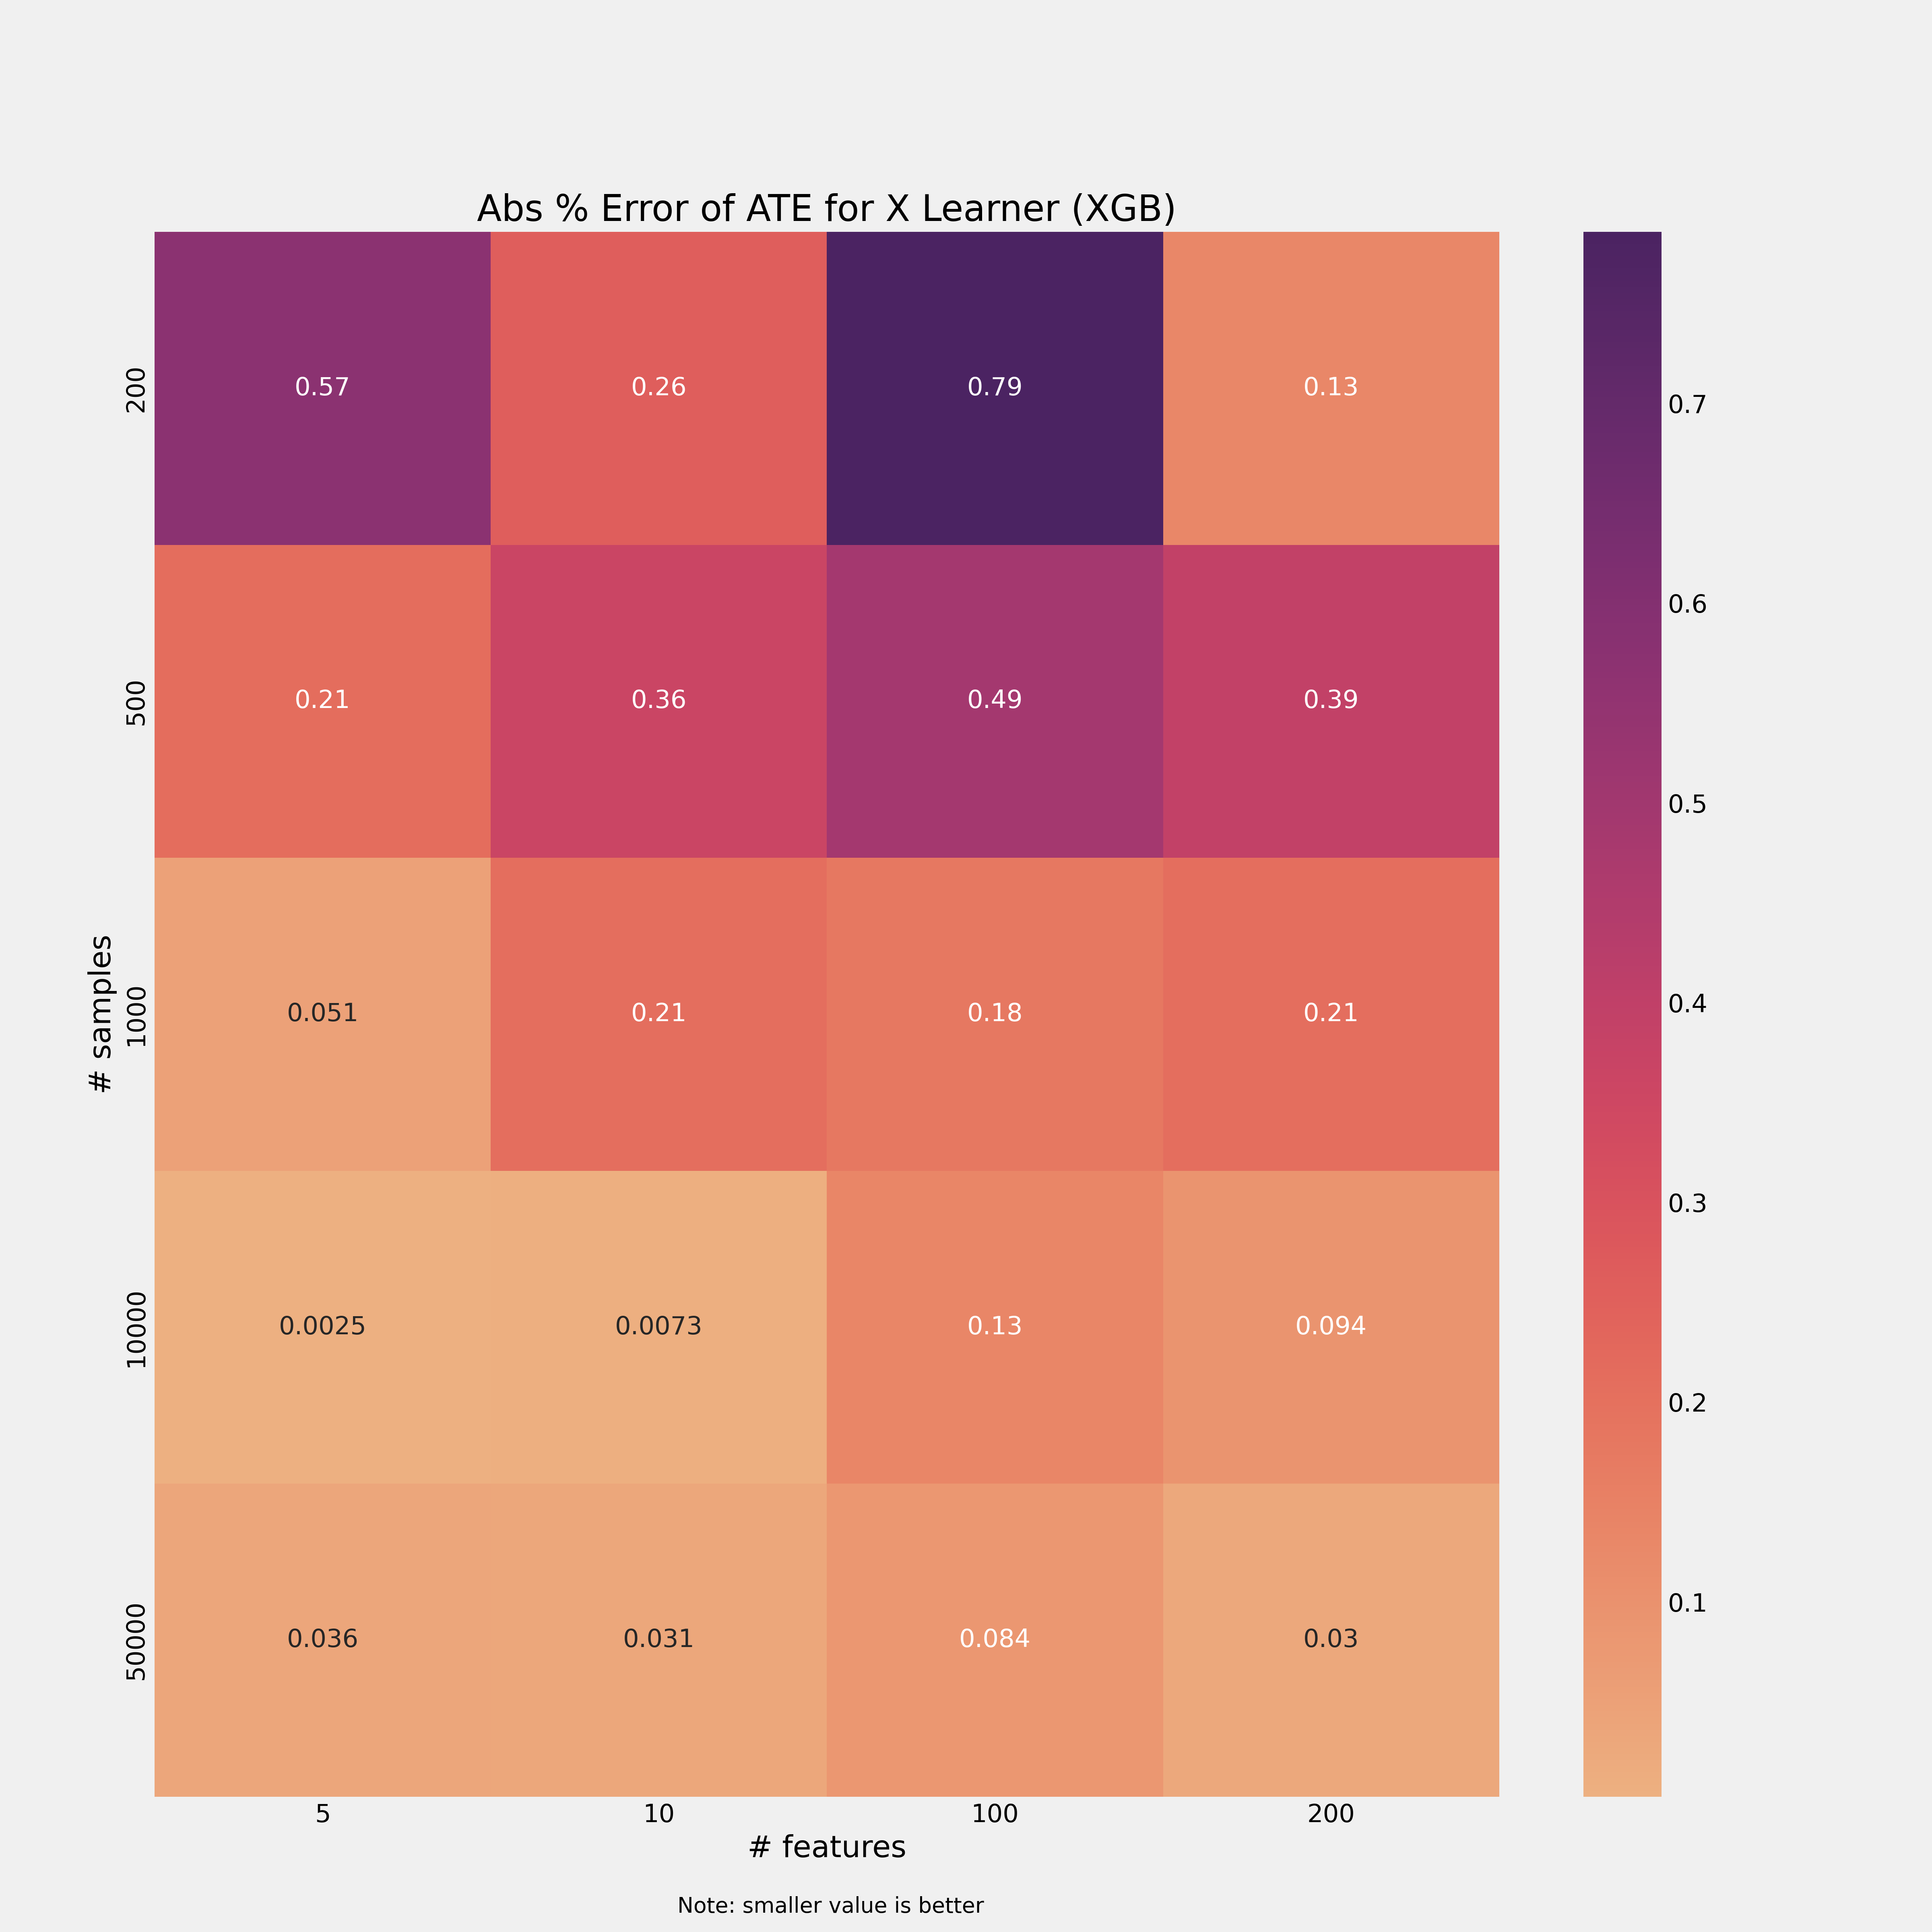 Abs % Error of ATE for X Learner (XGB)
200
0.57 0.26 0.79 0.13
500
0.21 0.36 0.49 0.39
# samples
1000
0.051 0.21 0.18 0.21
10000
0.0025 0.0073 0.13 0.094
50000
0.036 0.031 0.084 0.03
5 10 100 200
# features
Note: smaller value is better
0.7
0.6
0.5
0.4
0.3
0.2
0.1